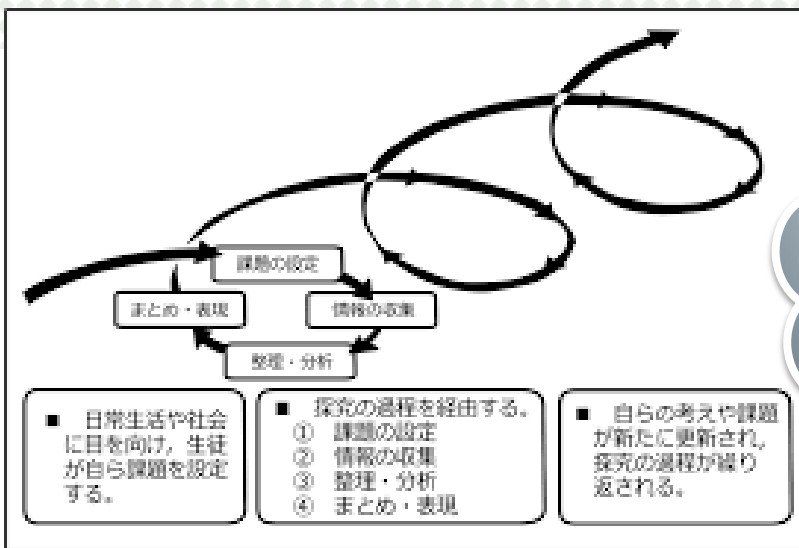 課題の設定
まとめ・表現
情報の収集
整理・分析
■ 日常生活や社会
に目を向け，生徒
が自ら課題を設定
する。
■ 探究の過程を経由する。
① 課題の設定
② 情報の収集
③ 整理・分析
④ まとめ・表現
■ 自らの考えや課題
が新たに更新され，
探究の過程が繰り
返される。